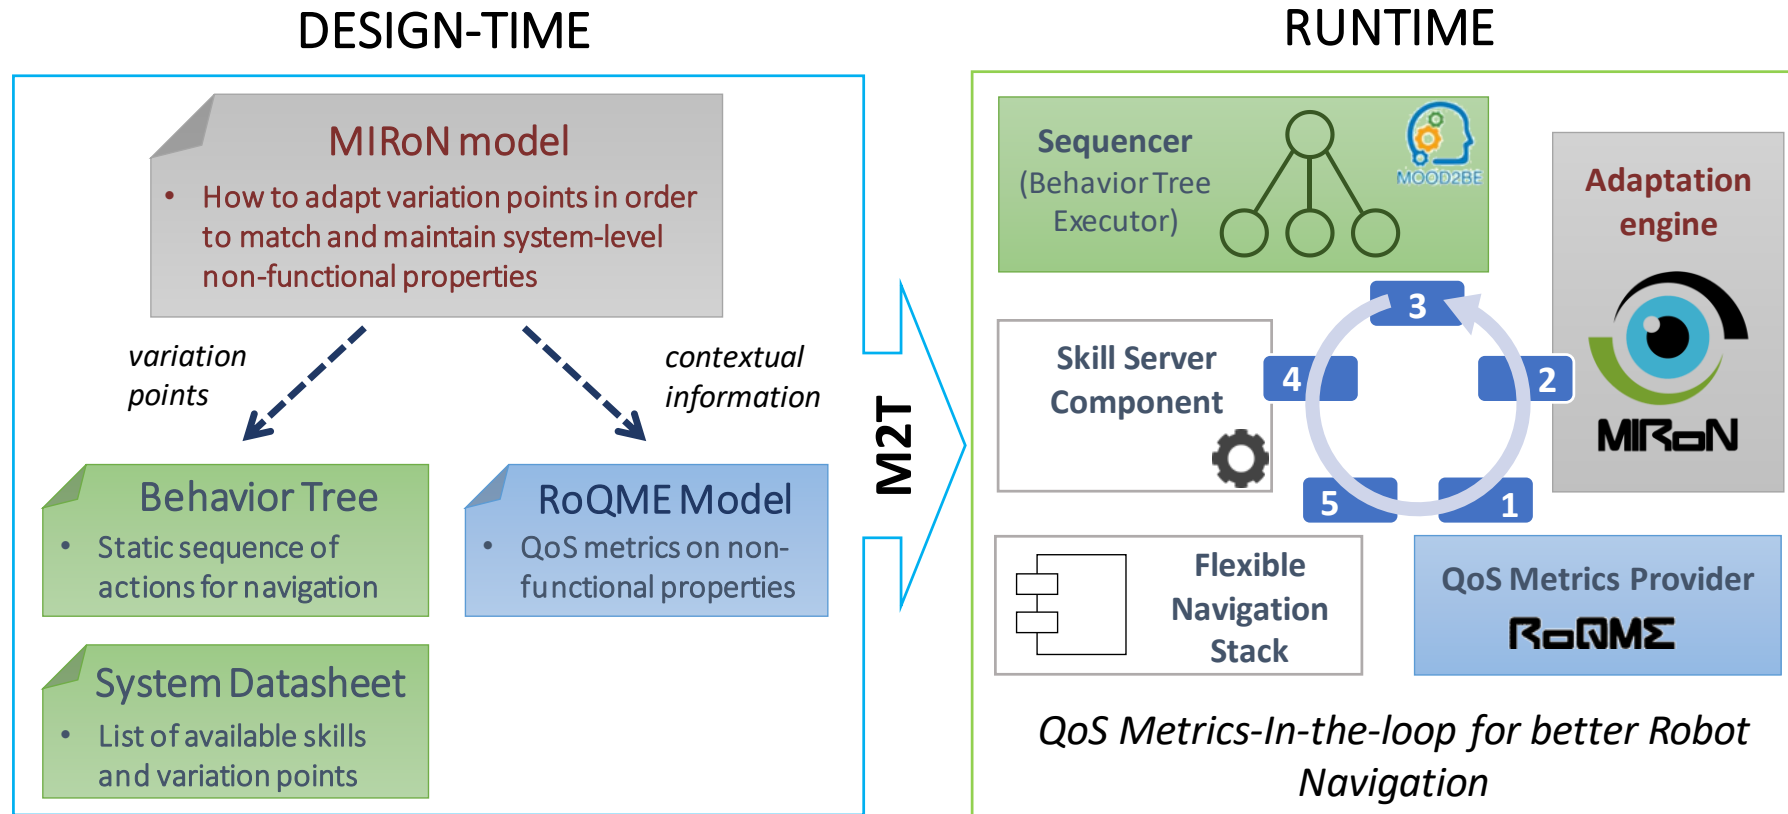 DESIGN-TIME
MIRoN model
• How to adapt variation points in order
to match and maintain system-level
non-functional properties
variation
points
contextual
information
Behavior Tree
• Static sequence of
actions for navigation
RoQME Model
• QoS metrics on non-
functional properties
System Datasheet
• List of available skills
and variation points
M2T
RUNTIME
Sequencer
(Behavior Tree
Executor)
MOOD2BE
Adaptation
engine
MIRoN
Skill Server
Component
3
4
2
5
1
Flexible
Navigation
Stack
QoS Metrics Provider
RoQME
QoS Metrics-In-the-loop for better Robot
Navigation